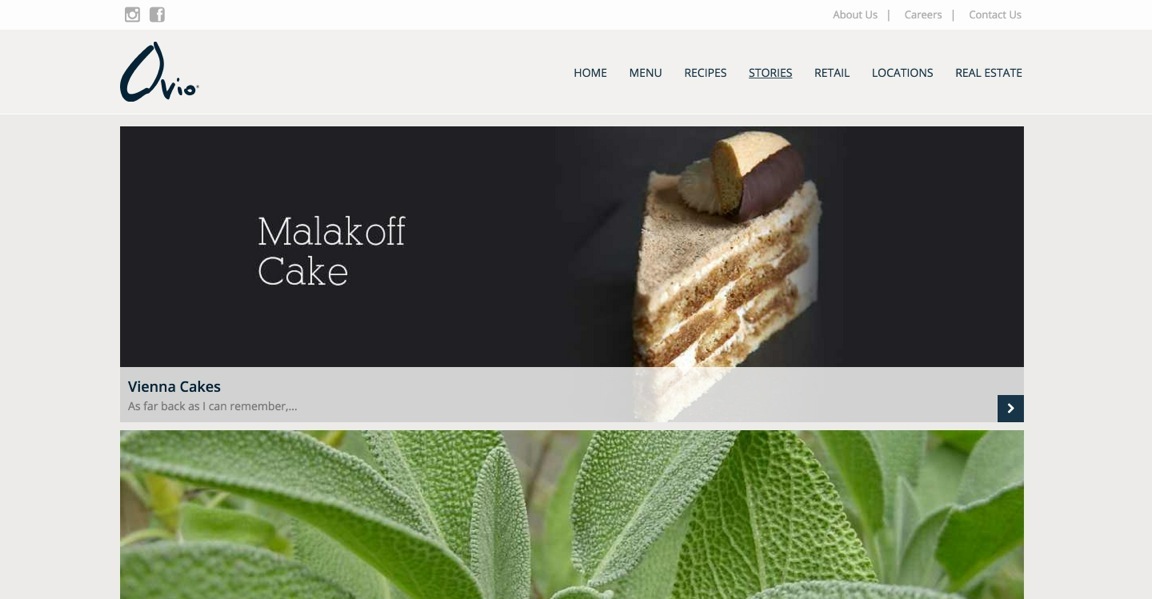 About Us |
Careers |
Contact Us
Ovio
HOME
MENU
RECIPES
STORIES
RETAIL
LOCATIONS
REAL ESTATE
Malakoff
Cake
Vienna Cakes
As far back as I can remember,...